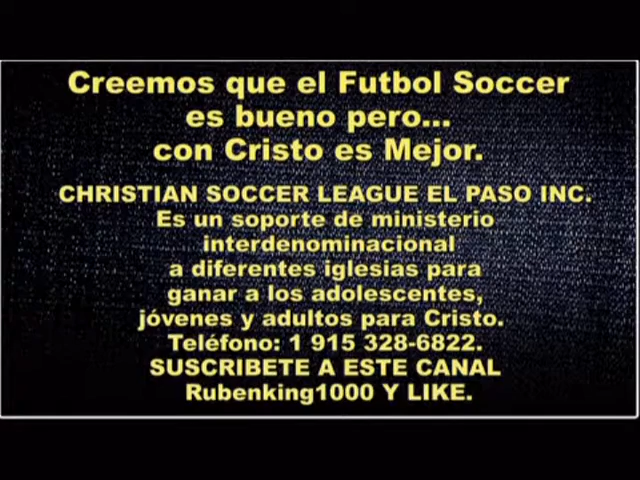 Creemos que el Futbol Soccer
es bueno pero...
con Cristo es Mejor.
CHRISTIAN SOCCER LEAGUE EL PASO INC.
Es un soporte de ministerio
interdenominacional
a diferentes iglesias para
ganar a los adolescentes,
jóvenes y adultos para Cristo.
Teléfono: 1 915 328-6822.
SUSCRIBETE A ESTE CANAL
Rubenking1000 Y LIKE.